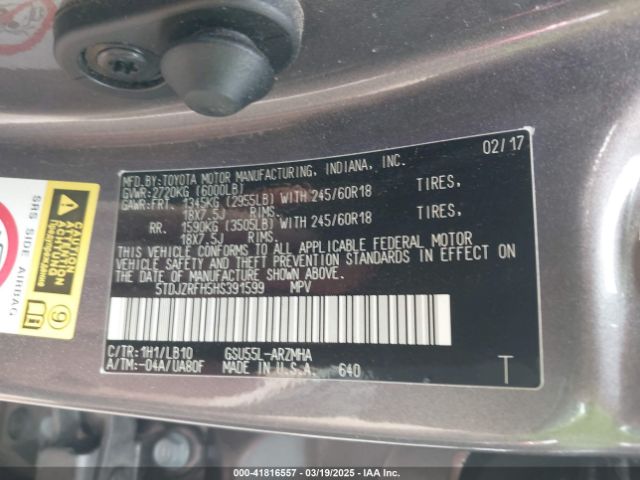 MFD.BY:TOYOTA MOTOR MANUFACTURING, INDIANA, INC. 02/17
GVWR:2720KG (6000LB)
GAWR:FRT. 1345KG (2955LB) WITH 245/60R18 TIRES,
18X7.5J RIMS.
RR. 1590KG (3505LB) WITH 245/60R18 TIRES,
18X7.5J RIMS.
THIS VEHICLE CONFORMS TO ALL APPLICABLE FEDERAL MOTOR
VEHICLE SAFETY AND THEFT PREVENTION STANDARDS IN EFFECT ON
THE DATE OF MANUFACTURE SHOWN ABOVE.
5TDJZRFH5HS391599 MPV
C/TR:1H1/LB10 GSU55L-ARZMHA
A/TM:-04A/UA80F MADE IN U.S.A. 640 T
SRS SIDE AIRBAG
9
000-41816557 — 03/19/2025 — IAA Inc.